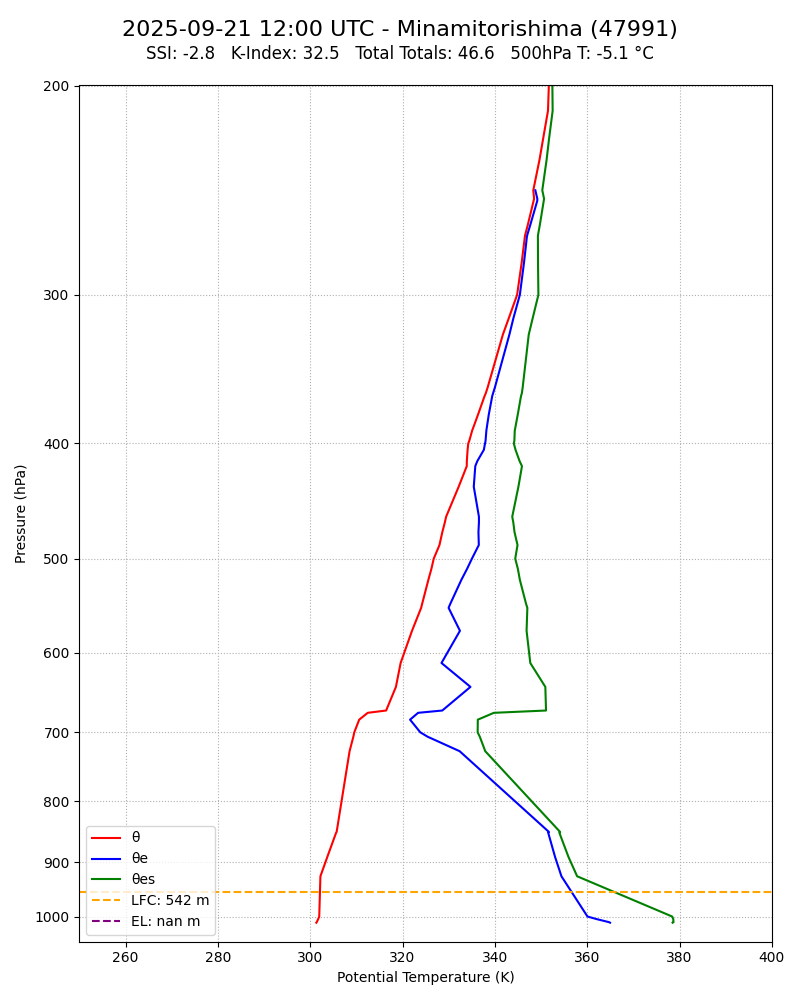 2025-09-21 12:00 UTC - Minamitorishima (47991)
SSI: -2.8   K-Index: 32.5   Total Totals: 46.6   500hPa T: -5.1 °C
Pressure (hPa)
200
300
400
500
600
700
800
900
1000
θ
θe
θes
LFC: 542 m
EL: nan m
260 280 300 320 340 360 380 400
Potential Temperature (K)